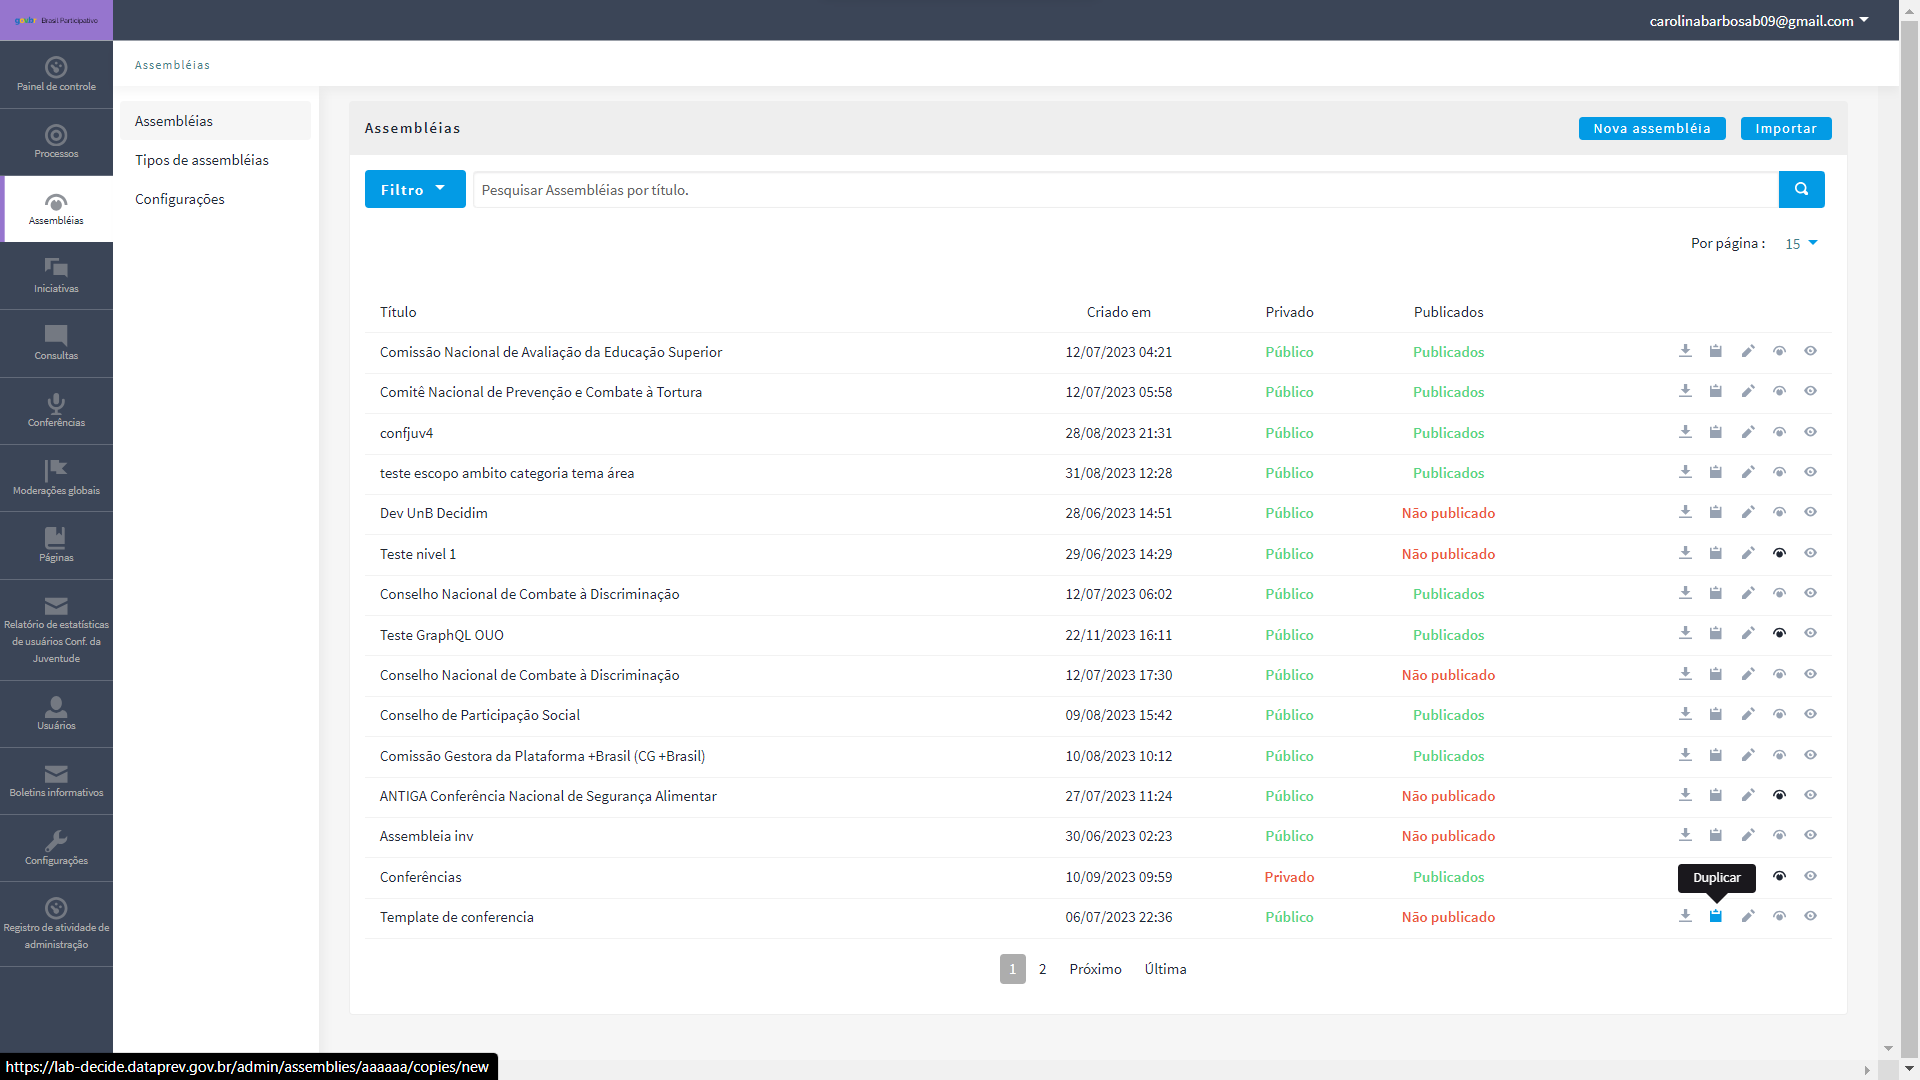 gov.br Brasil Participativo
carolinabarbosab09@gmail.com
Painel de controle
Processos
Assembléias
Iniciativas
Consultas
Conferências
Moderações globais
Páginas
Relatório de estatísticas
de usuários Conf. da
Juventude
Usuários
Boletins informativos
Configurações
Registro de atividade de
administração
Assembléias
Assembléias
Tipos de assembléias
Configurações
Assembléias
Nova assembléia
Importar
Filtro
Pesquisar Assembléias por título.
Por página : 15
Título Criado em Privado Publicados
Comissão Nacional de Avaliação da Educação Superior 12/07/2023 04:21 Público Publicados
Comitê Nacional de Prevenção e Combate à Tortura 12/07/2023 05:58 Público Publicados
confjuv4 28/08/2023 21:31 Público Publicados
teste escopo ambito categoria tema área 31/08/2023 12:28 Público Publicados
Dev UnB Decidim 28/06/2023 14:51 Público Não publicado
Teste nivel 1 29/06/2023 14:29 Público Não publicado
Conselho Nacional de Combate à Discriminação 12/07/2023 06:02 Público Publicados
Teste GraphQL OUO 22/11/2023 16:11 Público Publicados
Conselho Nacional de Combate à Discriminação 12/07/2023 17:30 Público Não publicado
Conselho de Participação Social 09/08/2023 15:42 Público Publicados
Comissão Gestora da Plataforma +Brasil (CG +Brasil) 10/08/2023 10:12 Público Publicados
ANTIGA Conferência Nacional de Segurança Alimentar 27/07/2023 11:24 Público Não publicado
Assembleia inv 30/06/2023 02:23 Público Não publicado
Conferências 10/09/2023 09:59 Privado Publicados
Duplicar
Template de conferencia 06/07/2023 22:36 Público Não publicado
1 2 Próximo Última
https://lab-decide.dataprev.gov.br/admin/assemblies/aaaaaa/copies/new